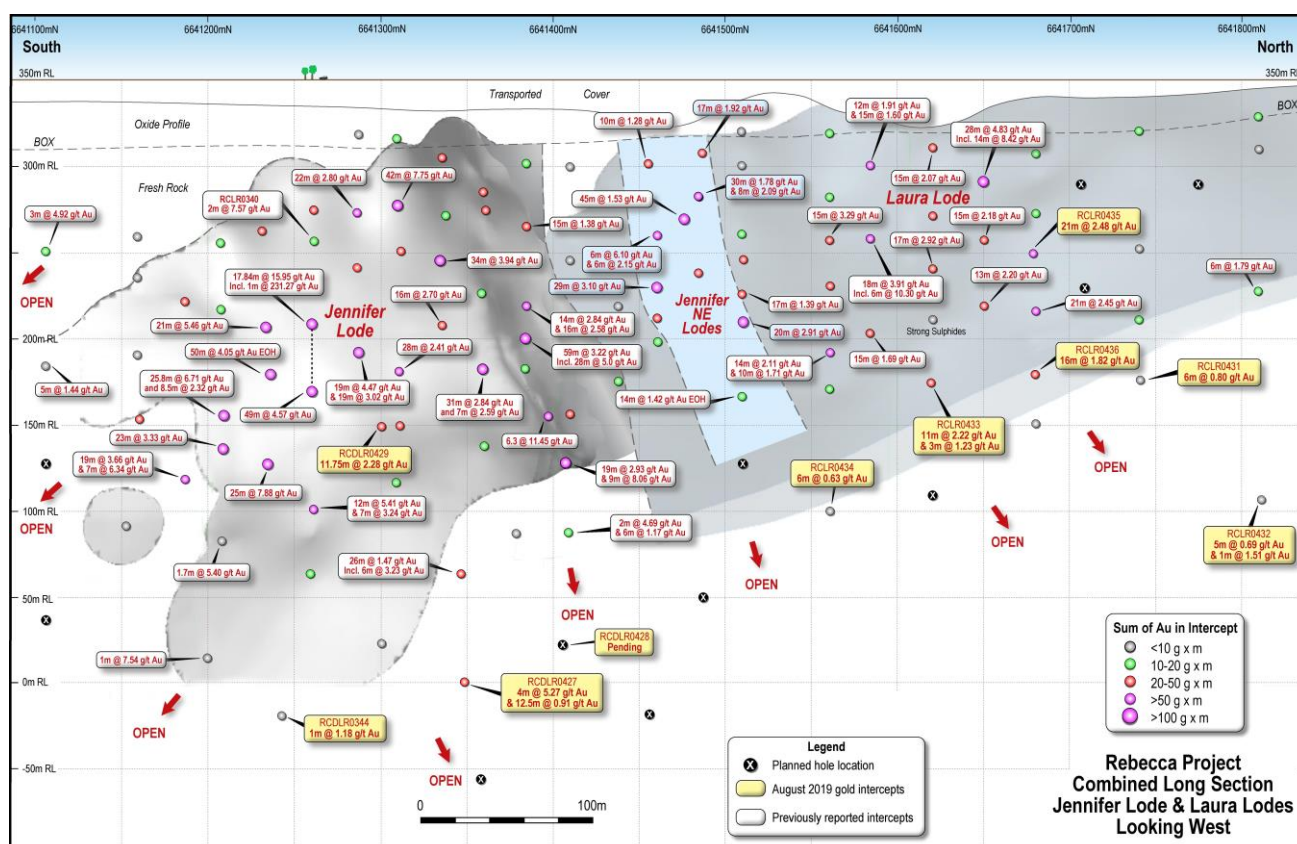 6641100mN
6641200mN
6641300mN
6641400mN
6641500mN
6641600mN
6641700mN
6641800mN
South
North
350m RL
350m RL
Transported Cover
Oxide Profile
BOX
BOX
Fresh Rock
300m RL
200m RL
150m RL
100m RL
50m RL
0m RL
-50m RL
10m @ 1.28 g/t Au
17m @ 1.92 g/t Au
12m @ 1.91 g/t Au
& 15m @ 1.60 g/t Au
28m @ 4.83 g/t Au
Incl. 14m @ 8.42 g/t Au
22m @ 2.80 g/t Au
42m @ 7.75 g/t Au
RCLR0340
2m @ 7.57 g/t Au
3m @ 4.92 g/t Au
OPEN
45m @ 1.53 g/t Au
30m @ 1.78 g/t Au
& 8m @ 2.09 g/t Au
15m @ 2.07 g/t Au
Laura Lode
15m @ 1.38 g/t Au
15m @ 3.29 g/t Au
15m @ 2.18 g/t Au
RCLR0435
21m @ 2.48 g/t Au
6m @ 6.10 g/t Au
& 6m @ 2.15 g/t Au
17m @ 2.92 g/t Au
34m @ 3.94 g/t Au
17.84m @ 15.95 g/t Au
Incl. 1m @ 231.27 g/t Au
29m @ 3.10 g/t Au
18m @ 3.91 g/t Au
Incl. 6m @ 10.30 g/t Au
13m @ 2.20 g/t Au
6m @ 1.79 g/t Au
16m @ 2.70 g/t Au
Jennifer
Lode
Jennifer
NE
Lodes
17m @ 1.39 g/t Au
21m @ 2.45 g/t Au
21m @ 5.46 g/t Au
14m @ 2.84 g/t Au
& 16m @ 2.58 g/t Au
20m @ 2.91 g/t Au
Strong Sulphides
50m @ 4.05 g/t Au EOH
28m @ 2.41 g/t Au
59m @ 3.22 g/t Au
Incl. 28m @ 5.0 g/t Au
14m @ 2.11 g/t Au
& 10m @ 1.71 g/t Au
15m @ 1.69 g/t Au
RCLR0436
16m @ 1.82 g/t Au
RCLR0431
6m @ 0.80 g/t Au
5m @ 1.44 g/t Au
25.8m @ 6.71 g/t Au
and 8.5m @ 2.32 g/t Au
49m @ 4.57 g/t Au
19m @ 4.47 g/t Au
& 19m @ 3.02 g/t Au
31m @ 2.84 g/t Au
and 7m @ 2.59 g/t Au
14m @ 1.42 g/t Au EOH
23m @ 3.33 g/t Au
RCDLR0429
11.75m @ 2.28 g/t Au
6.3 @ 11.45 g/t Au
RCLR0433
11m @ 2.22 g/t Au
& 3m @ 1.23 g/t Au
19m @ 3.66 g/t Au
& 7m @ 6.34 g/t Au
25m @ 7.88 g/t Au
19m @ 2.93 g/t Au
& 9m @ 8.06 g/t Au
RCLR0434
6m @ 0.63 g/t Au
OPEN
12m @ 5.41 g/t Au
& 7m @ 3.24 g/t Au
OPEN
2m @ 4.69 g/t Au
& 6m @ 1.17 g/t Au
OPEN
RCLR0432
5m @ 0.69 g/t Au
& 1m @ 1.51 g/t Au
1.7m @ 5.40 g/t Au
26m @ 1.47 g/t Au
Incl. 6m @ 3.23 g/t Au
OPEN
OPEN
RCDLR0428
Pending
1m @ 7.54 g/t Au
RCDLR0427
4m @ 5.27 g/t Au
& 12.5m @ 0.91 g/t Au
OPEN
RCDLR0344
1m @ 1.18 g/t Au
OPEN
Sum of Au in Intercept
<10 g x m
10-20 g x m
20-50 g x m
>50 g x m
>100 g x m
Legend
X Planned hole location
August 2019 gold intercepts
Previously reported intercepts
0
100m
Rebecca Project
Combined Long Section
Jennifer Lode & Laura Lodes
Looking West